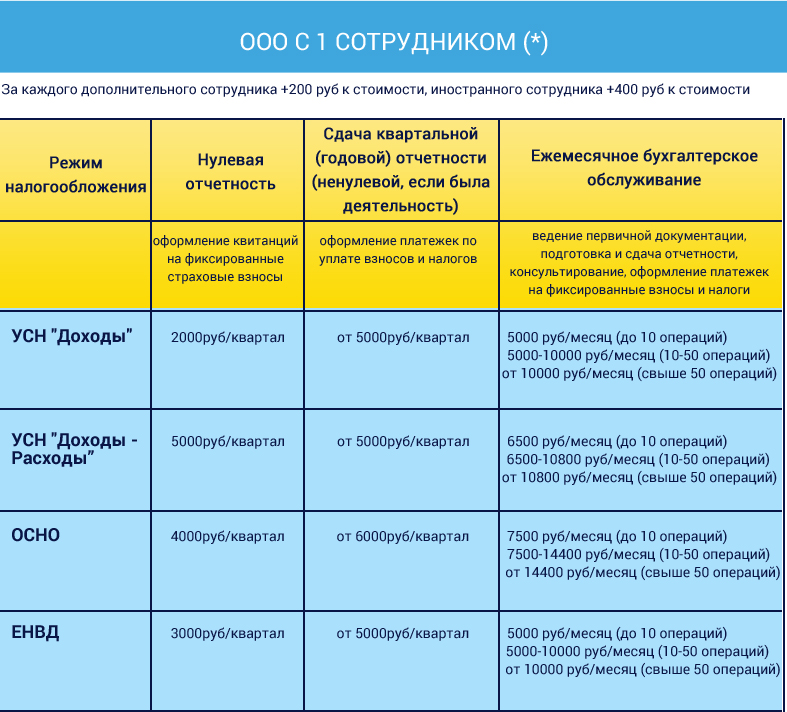 ООО С 1 СОТРУДНИКОМ (*)
За каждого дополнительного сотрудника +200 руб к стоимости, иностранного сотрудника +400 руб к стоимости
Режим
налогообложения
Нулевая
отчетность
Сдача квартальной
(годовой) отчетности
(ненулевой, если была
деятельность)
Ежемесячное бухгалтерское
обслуживание
оформление квитанций
на фиксированные
страховые взносы
оформление платежек по
уплате взносов и налогов
ведение первичной документации,
подготовка и сдача отчетности,
консультирование, оформление платежек
на фиксированные взносы и налоги
УСН "Доходы"
2000руб/квартал
от 5000руб/квартал
5000 руб/месяц (до 10 операций)
5000-10000 руб/месяц (10-50 операций)
от 10000 руб/месяц (свыше 50 операций)
УСН "Доходы -
Расходы”
5000руб/квартал
от 5000руб/квартал
6500 руб/месяц (до 10 операций)
6500-10800 руб/месяц (10-50 операций)
от 10800 руб/месяц (свыше 50 операций)
ОСНО
4000руб/квартал
от 6000руб/квартал
7500 руб/месяц (до 10 операций)
7500-14400 руб/месяц (10-50 операций)
от 14400 руб/месяц (свыше 50 операций)
ЕНВД
3000руб/квартал
от 5000руб/квартал
5000 руб/месяц (до 10 операций)
5000-10000 руб/месяц (10-50 операций)
от 10000 руб/месяц (свыше 50 операций)